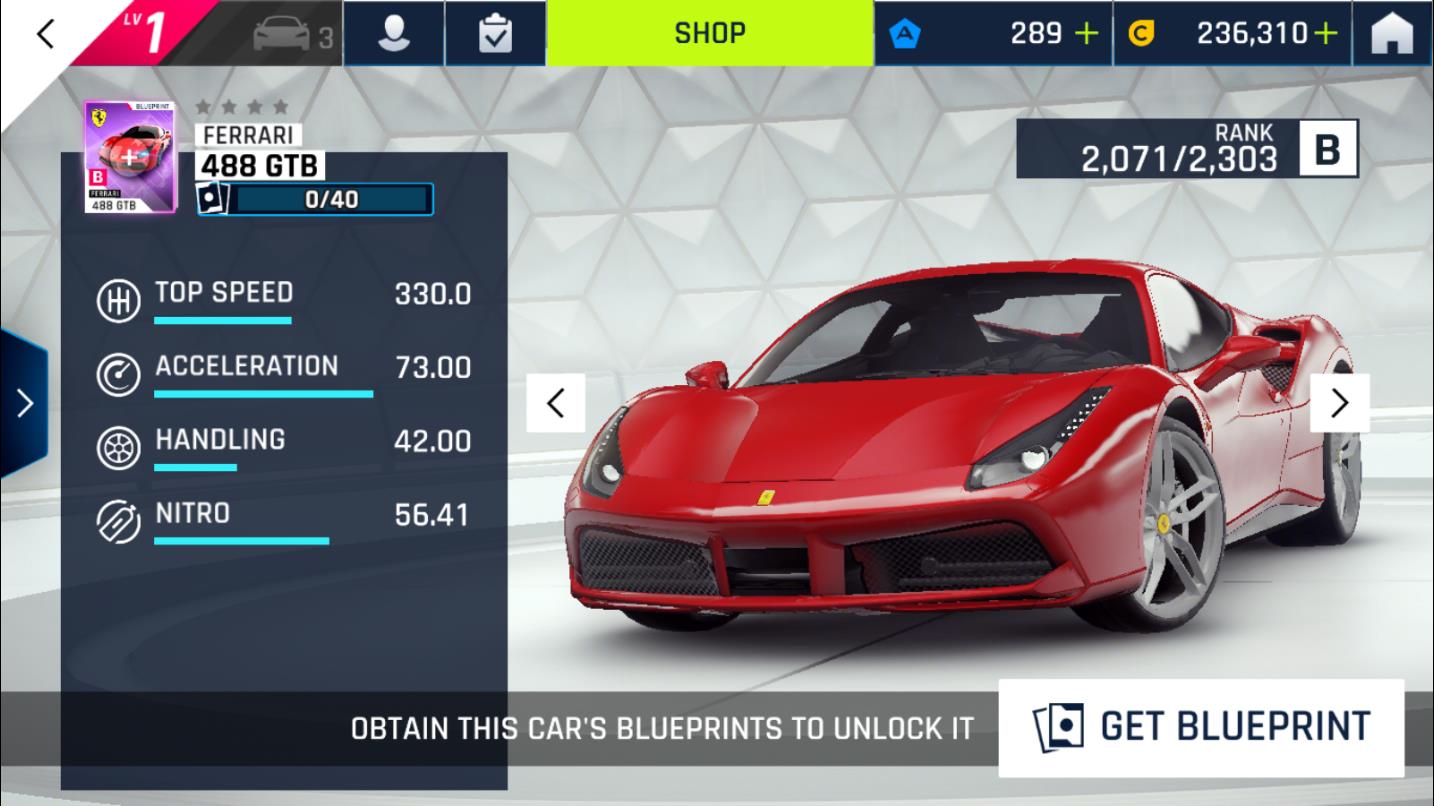 LV 1
3
SHOP
289 +
236,310 +
BLUEPRINT
B
FERRARI
488 GTB
FERRARI
488 GTB
0/40
RANK
2,071/2,303
B
TOP SPEED 330.0
ACCELERATION 73.00
HANDLING 42.00
NITRO 56.41
OBTAIN THIS CAR'S BLUEPRINTS TO UNLOCK IT
GET BLUEPRINT